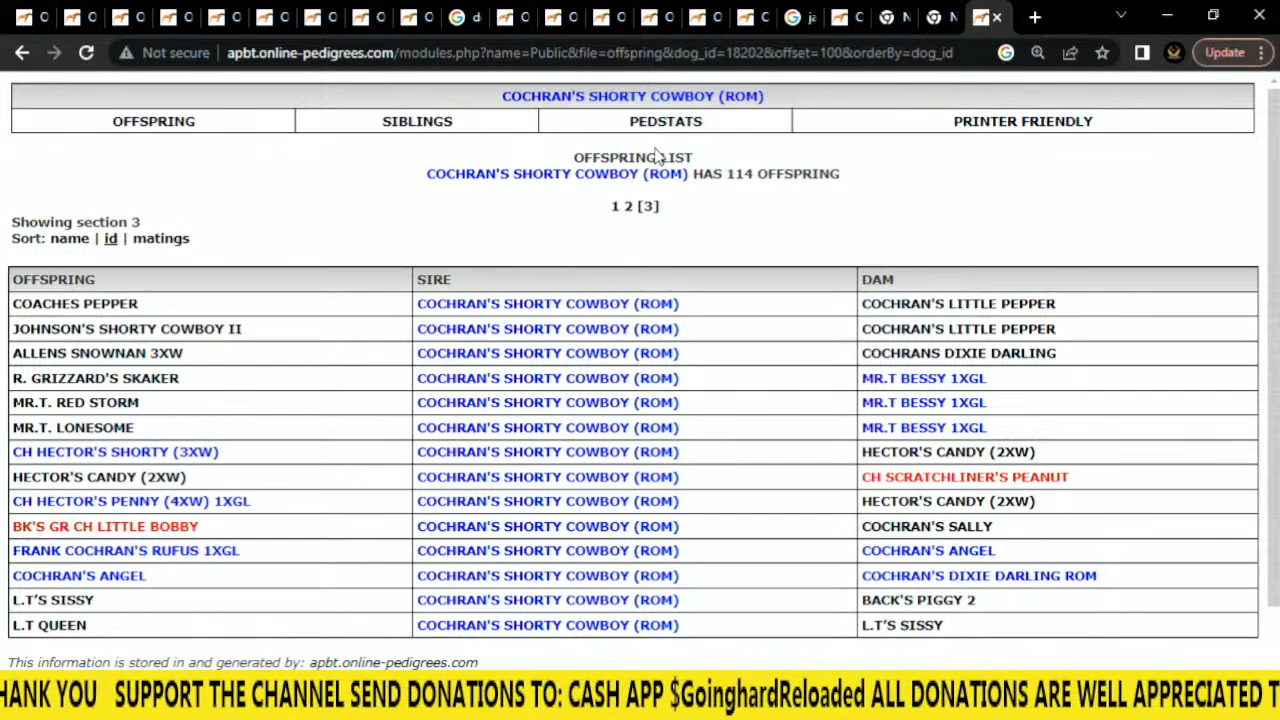 Not secure apbt.online-pedigrees.com/modules.php?name=Public&file=offspring&dog_id=18202&offset=100&orderBy=dog_id Update
COCHRAN'S SHORTY COWBOY (ROM)
OFFSPRING SIBLINGS PEDSTATS PRINTER FRIENDLY
OFFSPRING LIST
COCHRAN'S SHORTY COWBOY (ROM) HAS 114 OFFSPRING
1 2 [3]
Showing section 3
Sort: name | id | matings
OFFSPRING SIRE DAM
COACHES PEPPER COCHRAN'S SHORTY COWBOY (ROM) COCHRAN'S LITTLE PEPPER
JOHNSON'S SHORTY COWBOY II COCHRAN'S SHORTY COWBOY (ROM) COCHRAN'S LITTLE PEPPER
ALLENS SNOWNAN 3XW COCHRAN'S SHORTY COWBOY (ROM) COCHRANS DIXIE DARLING
R. GRIZZARD'S SKAKER COCHRAN'S SHORTY COWBOY (ROM) MR.T BESSY 1XGL
MR.T. RED STORM COCHRAN'S SHORTY COWBOY (ROM) MR.T BESSY 1XGL
MR.T. LONESOME COCHRAN'S SHORTY COWBOY (ROM) MR.T BESSY 1XGL
CH HECTOR'S SHORTY (3XW) COCHRAN'S SHORTY COWBOY (ROM) HECTOR'S CANDY (2XW)
HECTOR'S CANDY (2XW) COCHRAN'S SHORTY COWBOY (ROM) CH SCRATCHLINER'S PEANUT
CH HECTOR'S PENNY (4XW) 1XGL COCHRAN'S SHORTY COWBOY (ROM) HECTOR'S CANDY (2XW)
BK'S GR CH LITTLE BOBBY COCHRAN'S SHORTY COWBOY (ROM) COCHRAN'S SALLY
FRANK COCHRAN'S RUFUS 1XGL COCHRAN'S SHORTY COWBOY (ROM) COCHRAN'S ANGEL
COCHRAN'S ANGEL COCHRAN'S SHORTY COWBOY (ROM) COCHRAN'S DIXIE DARLING ROM
L.T'S SISSY COCHRAN'S SHORTY COWBOY (ROM) BACK'S PIGGY 2
L.T QUEEN COCHRAN'S SHORTY COWBOY (ROM) L.T'S SISSY
This information is stored in and generated by: apbt.online-pedigrees.com
HANK YOU SUPPORT THE CHANNEL SEND DONATIONS TO: CASH APP $GoinghardReloaded ALL DONATIONS ARE WELL APPRECIATED T